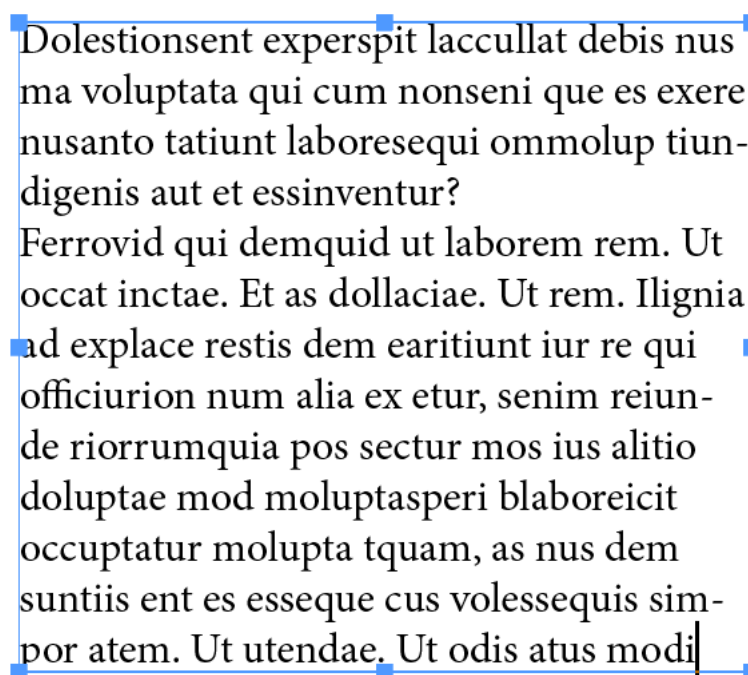 Dolestionsent experspit laccullat debis nus
ma voluptata qui cum nonseni que es exere
nusanto tatiunt laboresequi ommolup tiun-
digenis aut et essinventur?
Ferrovid qui demquid ut laborem rem. Ut
occat inctae. Et as dollaciae. Ut rem. Ilignia
ad explace restis dem earitiunt iur re qui
officiurion num alia ex etur, senim reiun-
de riorrumquia pos sectur mos ius alitio
doluptae mod moluptasperi blaboreicit
occuptatur molupta tquam, as nus dem
suntiis ent es esseque cus volessequis sim-
por atem. Ut utendae. Ut odis atus modi